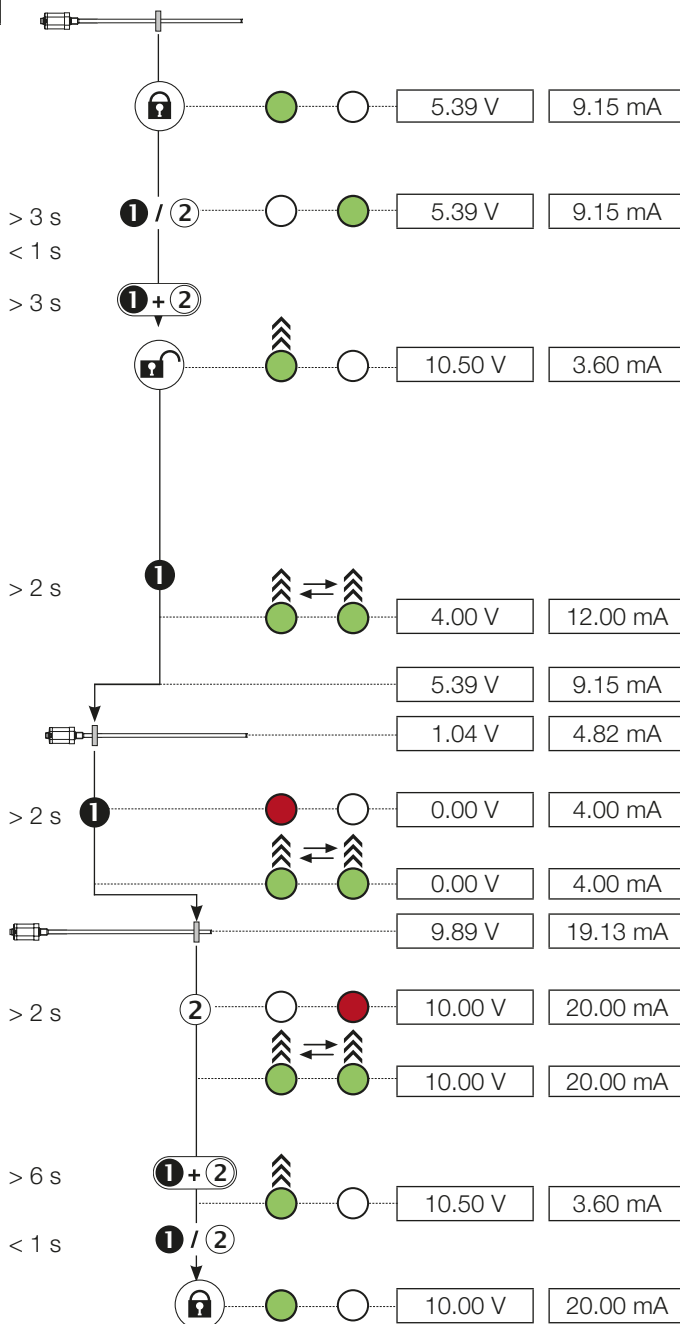 5.39 V 9.15 mA
> 3 s 1 / 2 5.39 V 9.15 mA
< 1 s
> 3 s 1 + 2
10.50 V 3.60 mA
> 2 s 1
4.00 V 12.00 mA
5.39 V 9.15 mA
1.04 V 4.82 mA
> 2 s 1 0.00 V 4.00 mA
0.00 V 4.00 mA
9.89 V 19.13 mA
> 2 s 2 10.00 V 20.00 mA
10.00 V 20.00 mA
> 6 s 1 + 2
10.50 V 3.60 mA
< 1 s 1 / 2
10.00 V 20.00 mA